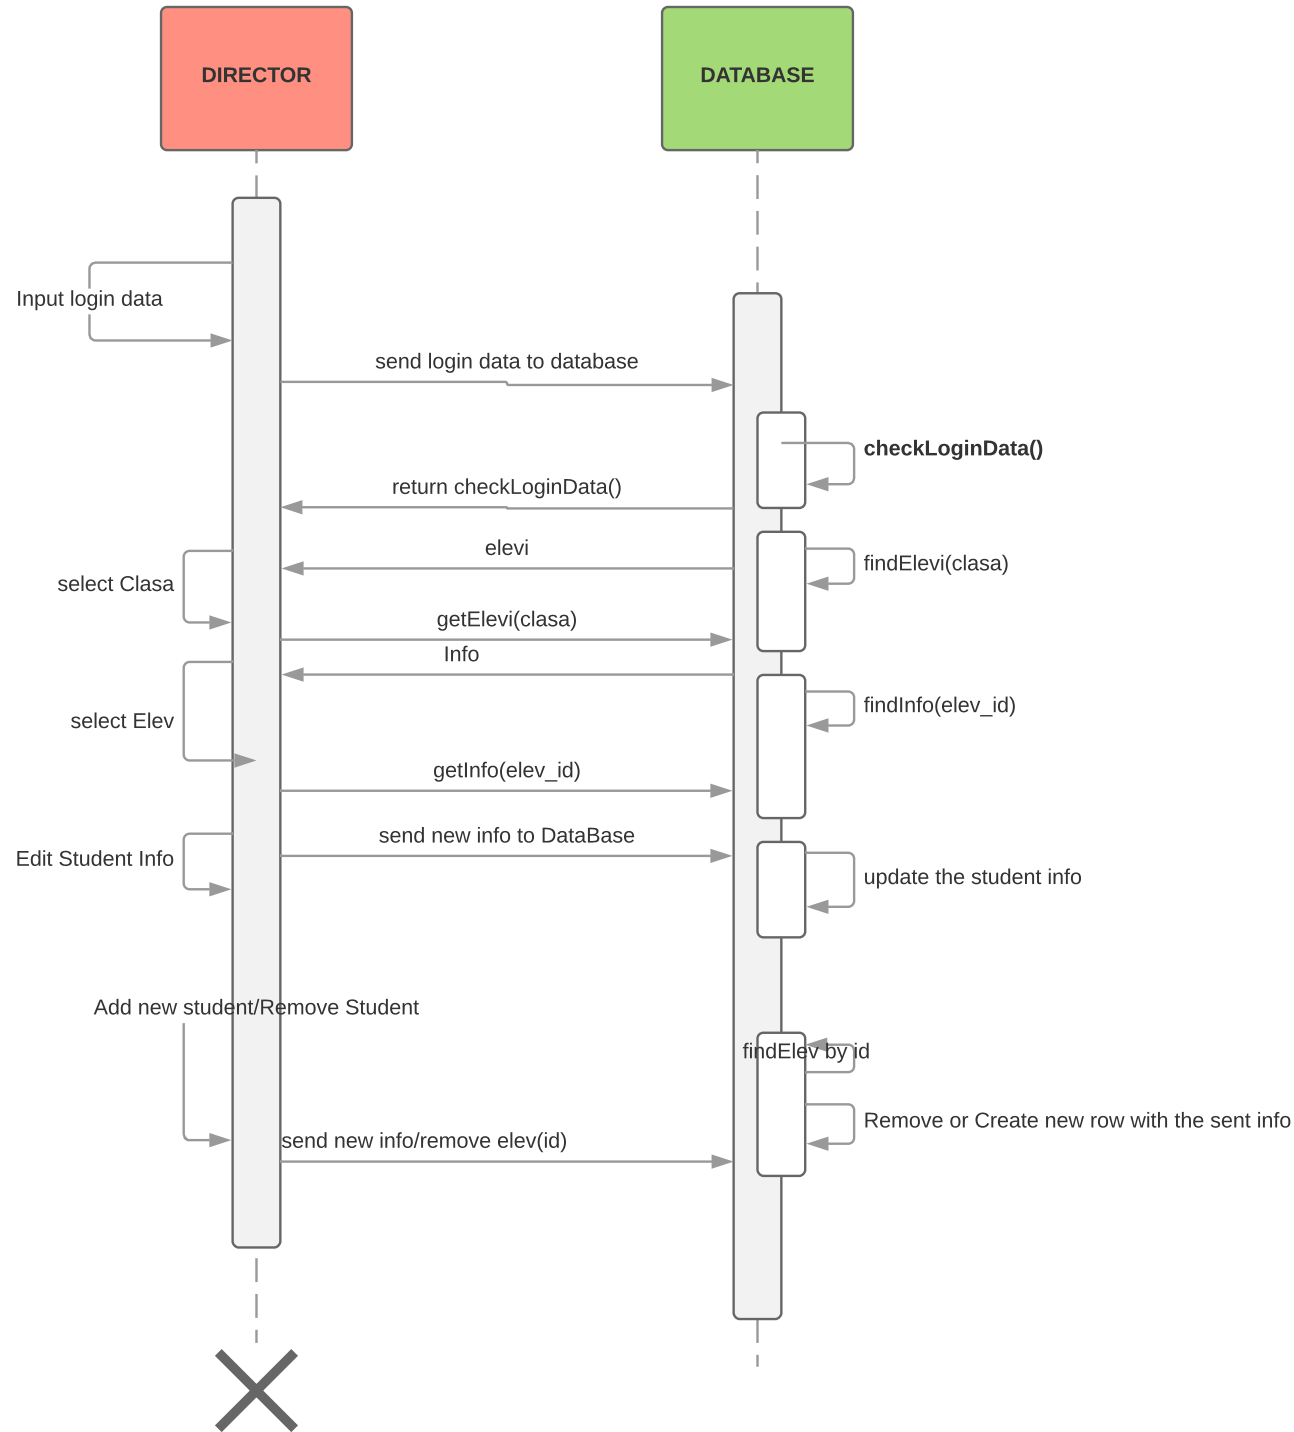 DIRECTOR
DATABASE
Input login data
send login data to database
checkLoginData()
return checkLoginData()
elevi
findElevi(clasa)
select Clasa
getElevi(clasa)
Info
findInfo(elev_id)
select Elev
getInfo(elev_id)
send new info to DataBase
Edit Student Info
update the student info
Add new student/Remove Student
findElev by id
Remove or Create new row with the sent info
send new info/remove elev(id)